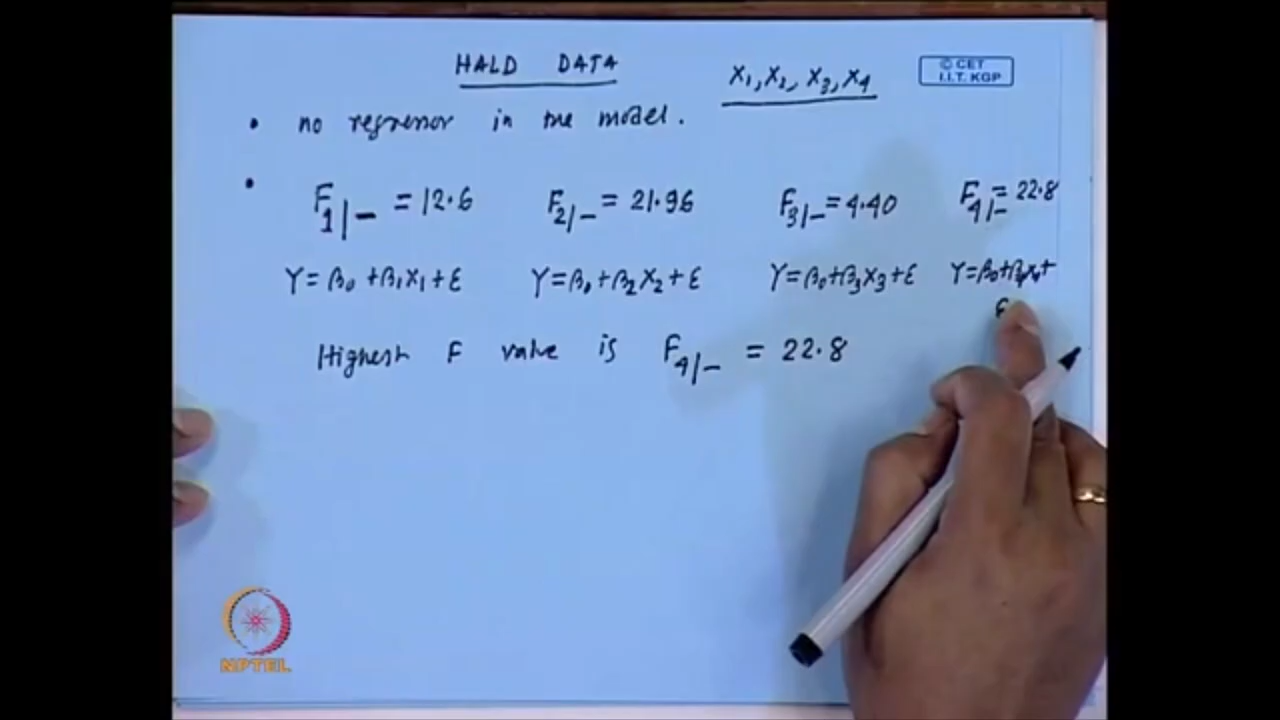 HALD DATA X₁, X₂, X₃, X₄
© CET
I.I.T. KGP
• no regressor in the model.
• F₁|₋ = 12.6 F₂|₋ = 21.96 F₃|₋ = 4.40 F₄|₋ = 22.8
Y = β₀ + β₁X₁ + ε Y = β₀ + β₂X₂ + ε Y = β₀ + β₃X₃ + ε Y = β₀ + β₄X₄ +
ε
Highest F value is F₄|₋ = 22.8
NPTEL